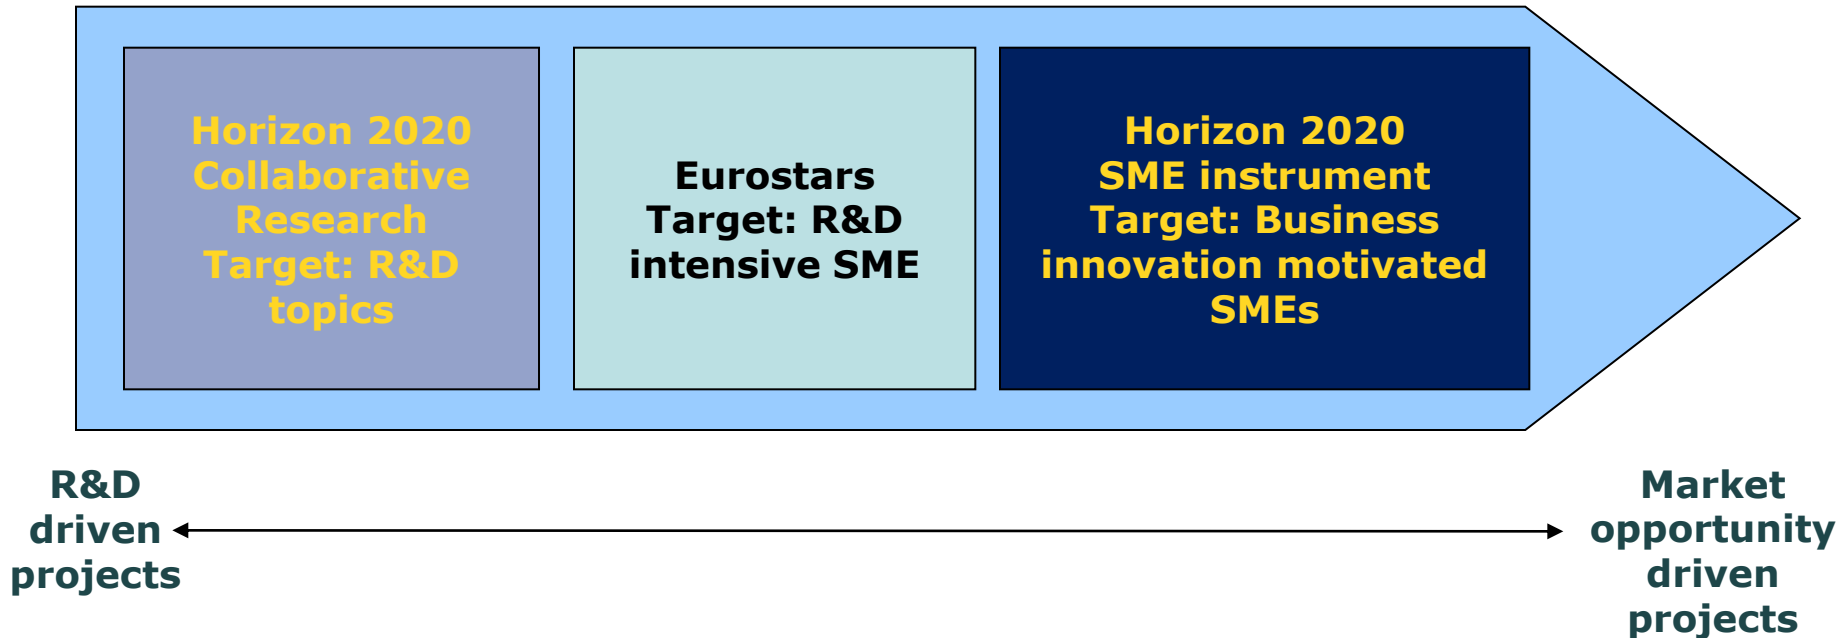 Horizon 2020
Collaborative
Research
Target: R&D
topics
Eurostars
Target: R&D
intensive SME
Horizon 2020
SME instrument
Target: Business
innovation motivated
SMEs
R&D
driven
projects
Market
opportunity
driven
projects